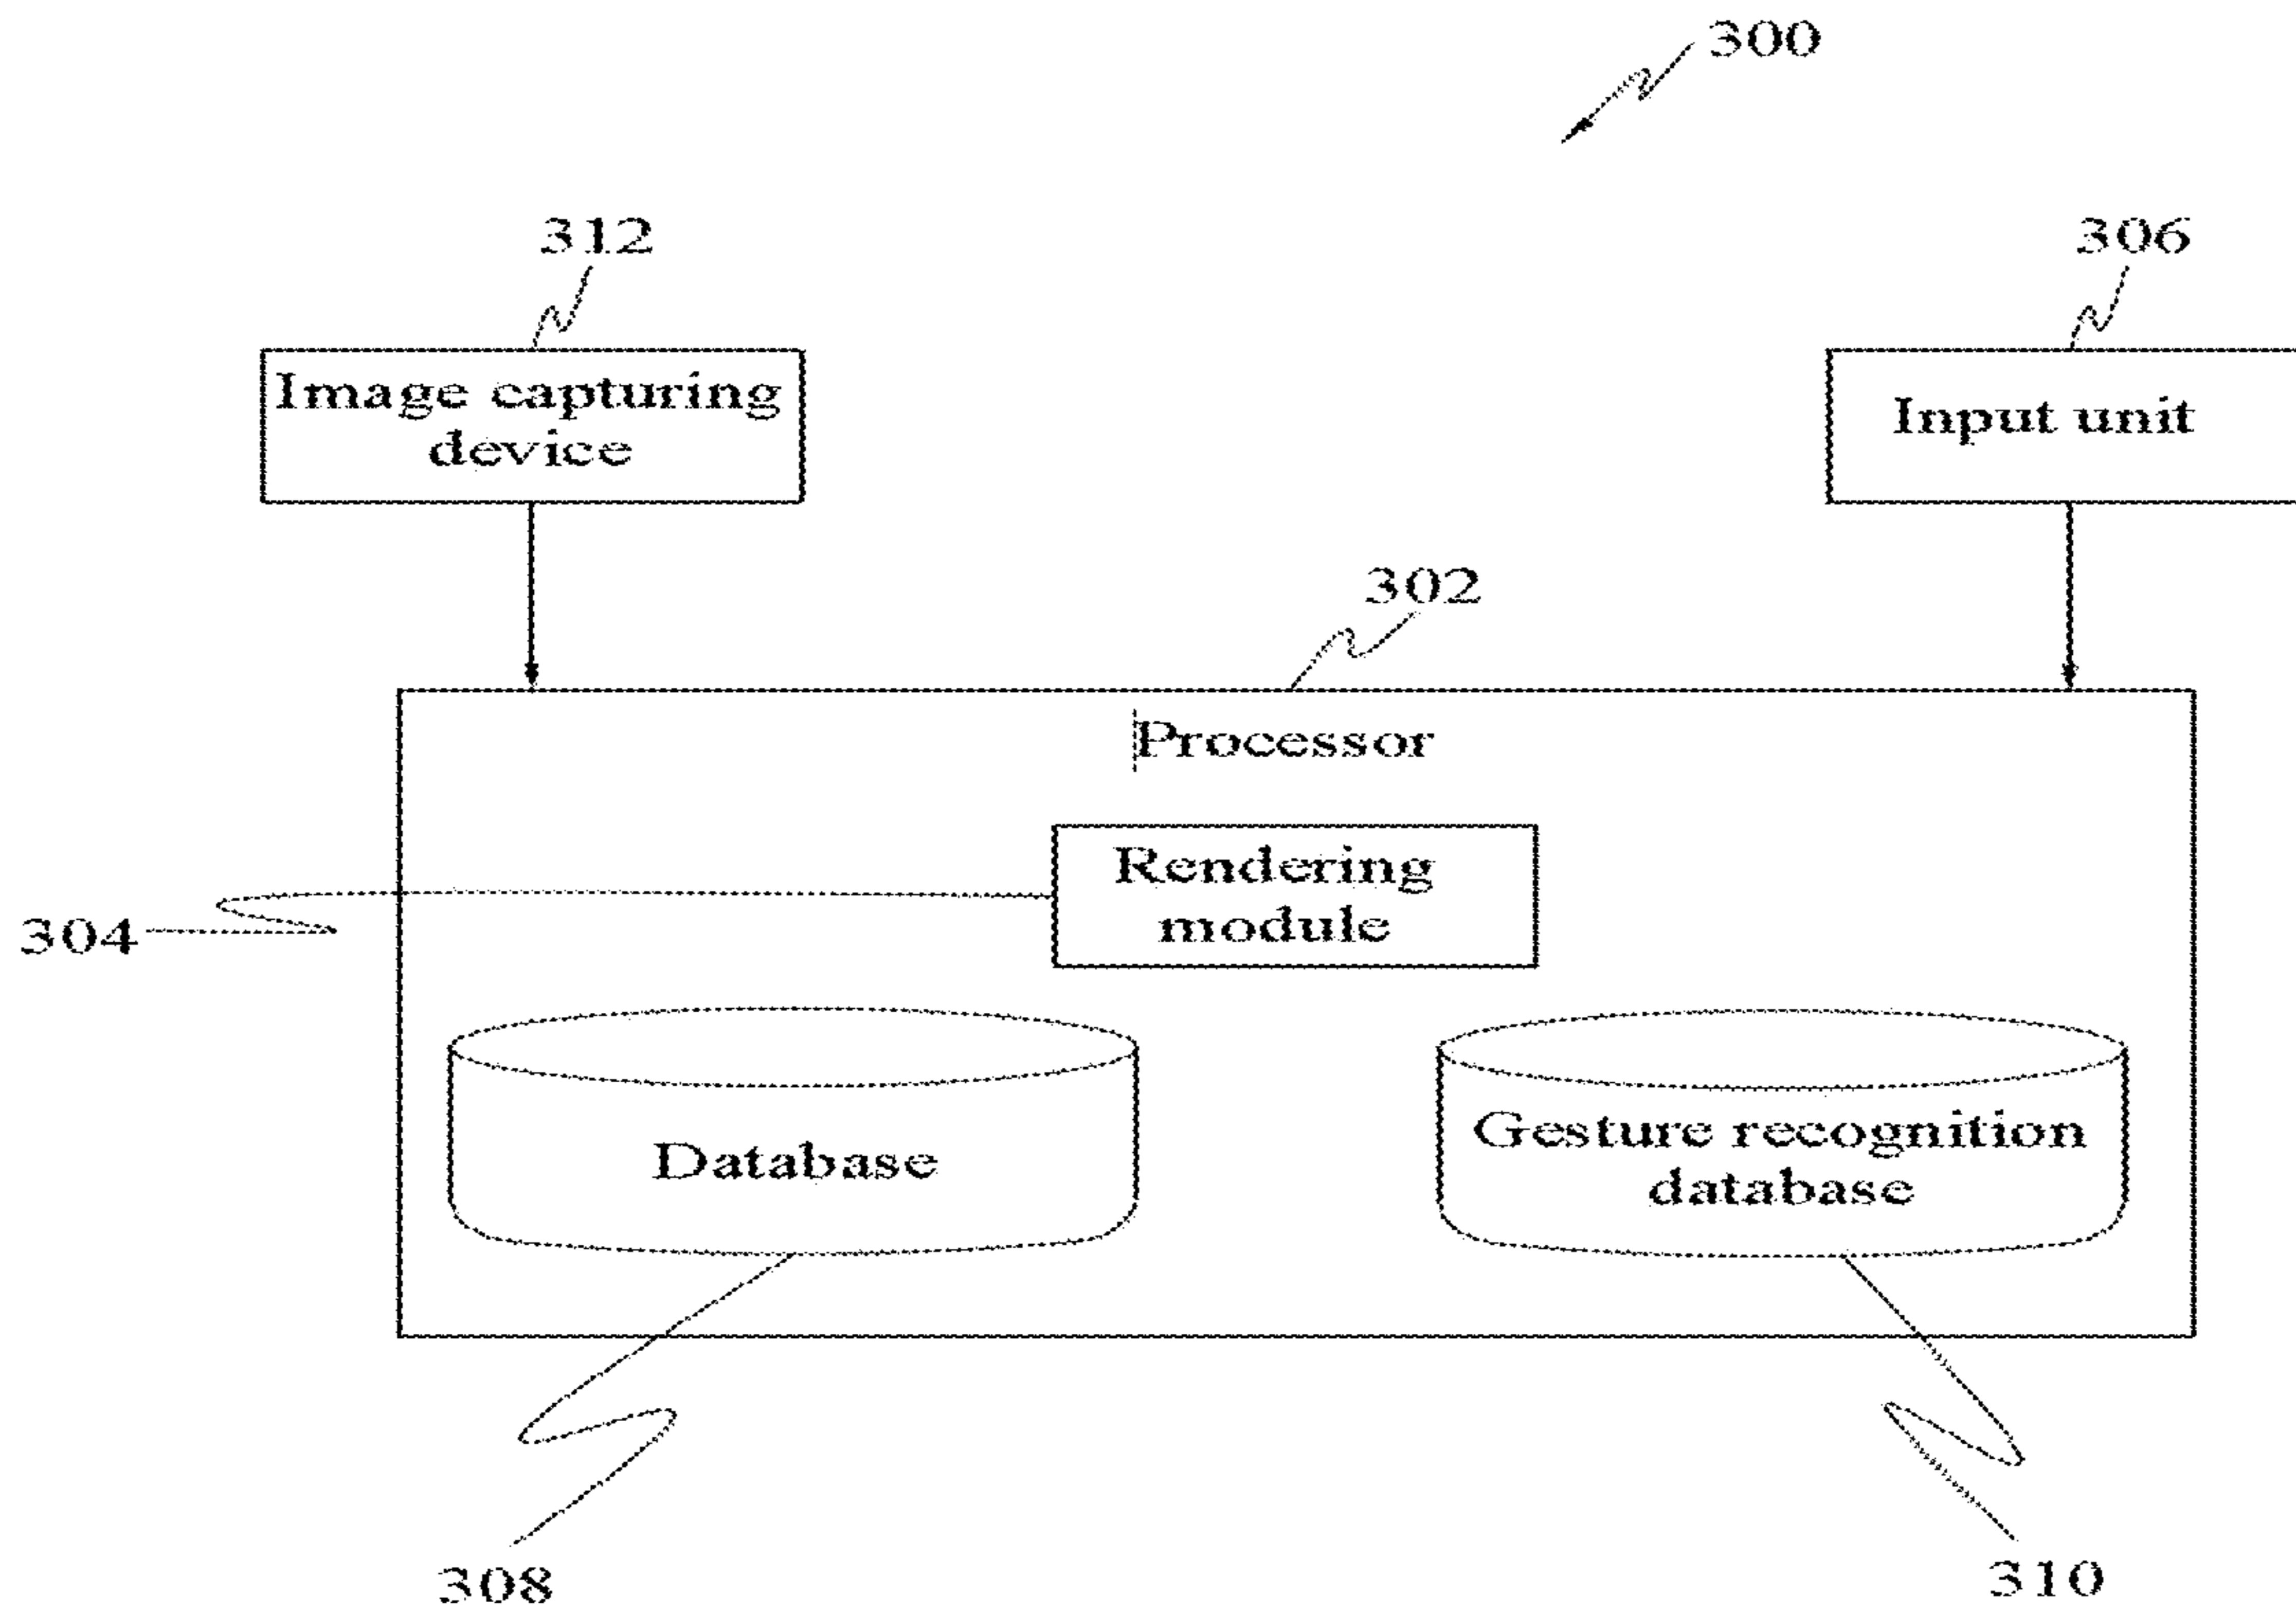 300
312
306
Image capturing
device
Input unit
302
Processor
Rendering
module
304
Database
Gesture recognition
database
308
310